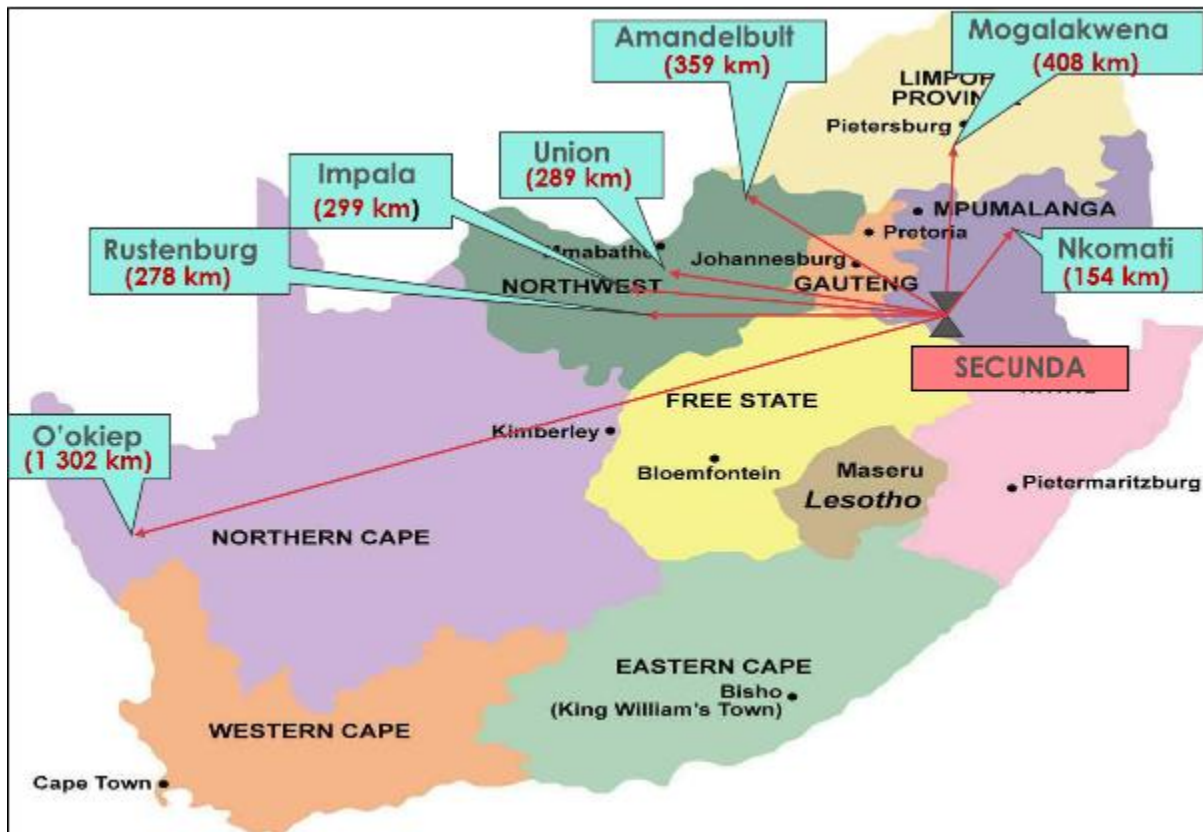 Amandelbult
(359 km)
Mogalakwena
(408 km)
LIMPOP
PROVIN
Pietersburg
Union
(289 km)
Impala
(299 km)
Rustenburg
(278 km)
MPUMALANGA
Pretoria
Johannesburg
GAUTENG
NORTHWEST
Nkomati
(154 km)
SECUNDA
FREE STATE
Kimberley
O'okiep
(1 302 km)
Bloemfontein
Maseru
Lesotho
Pietermaritzburg
NORTHERN CAPE
EASTERN CAPE
Bisho
(King William's Town)
WESTERN CAPE
Cape Town